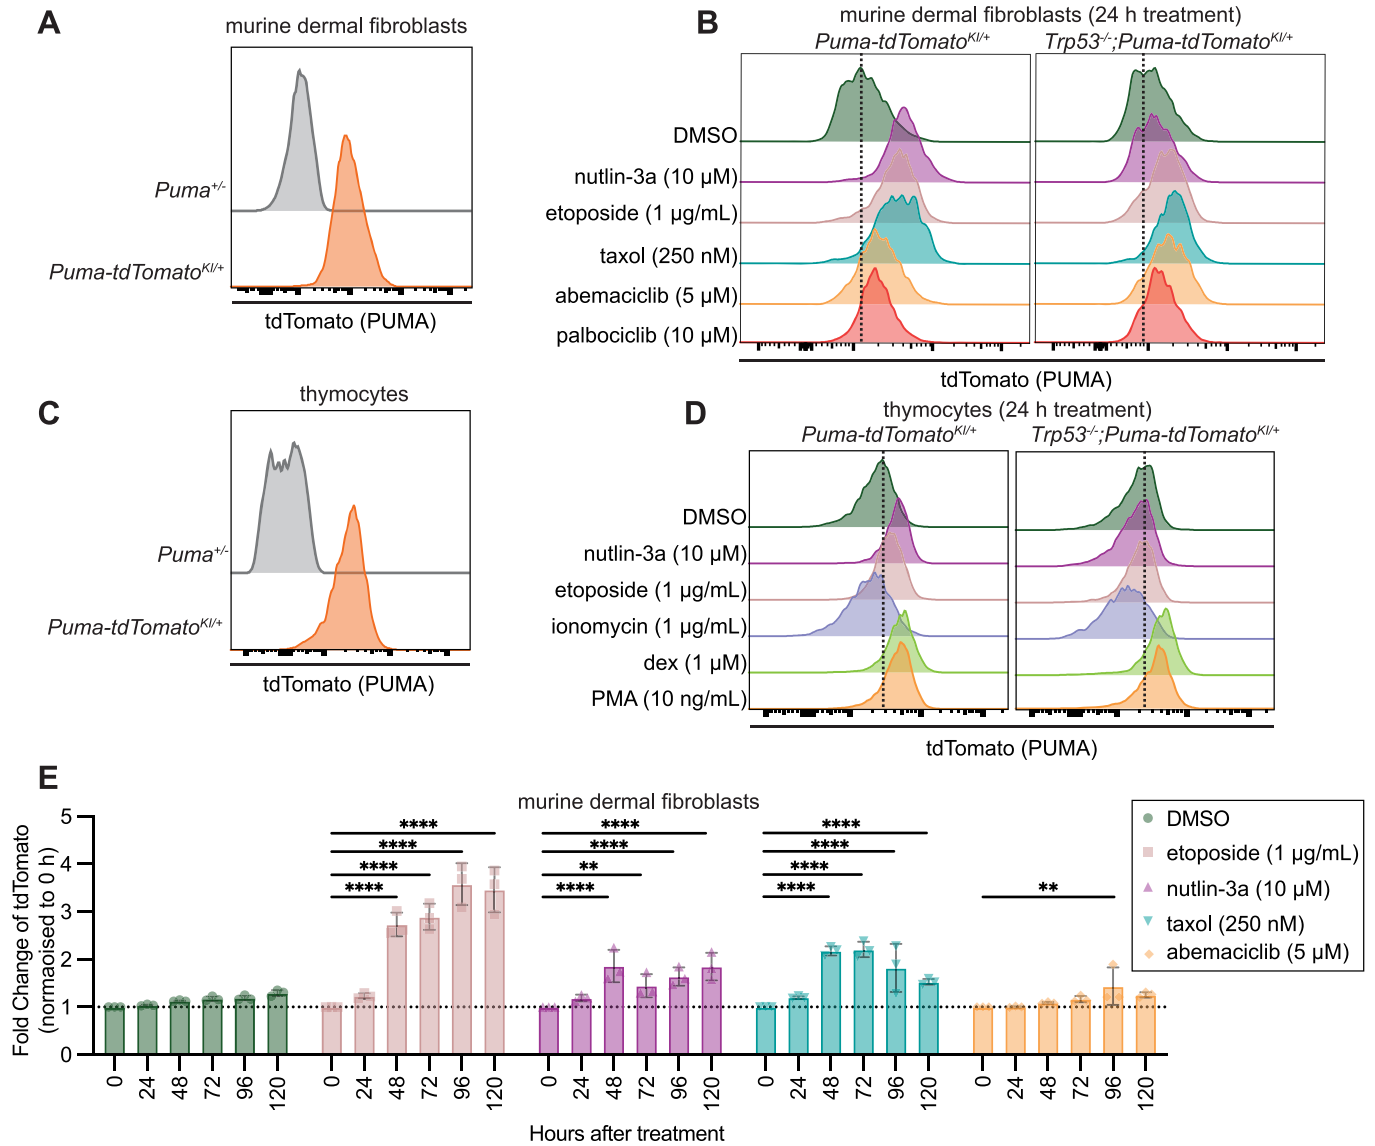 A
murine dermal fibroblasts
Puma+/-
Puma-tdTomatoKI/+
tdTomato (PUMA)
B
murine dermal fibroblasts (24 h treatment)
Puma-tdTomatoKI/+
Trp53-/-;Puma-tdTomatoKI/+
DMSO
nutlin-3a (10 µM)
etoposide (1 µg/mL)
taxol (250 nM)
abemaciclib (5 µM)
palbociclib (10 µM)
tdTomato (PUMA)
C
thymocytes
Puma+/-
Puma-tdTomatoKI/+
tdTomato (PUMA)
D
thymocytes (24 h treatment)
Puma-tdTomatoKI/+
Trp53-/-;Puma-tdTomatoKI/+
DMSO
nutlin-3a (10 µM)
etoposide (1 µg/mL)
ionomycin (1 µg/mL)
dex (1 µM)
PMA (10 ng/mL)
tdTomato (PUMA)
E
murine dermal fibroblasts
Fold Change of tdTomato
(normaoised to 0 h)
5
4
3
2
1
0
****
****
****
****
****
****
**
****
****
****
****
****
**
0 24 48 72 96 120
0 24 48 72 96 120
0 24 48 72 96 120
0 24 48 72 96 120
0 24 48 72 96 120
Hours after treatment
DMSO
etoposide (1 µg/mL)
nutlin-3a (10 µM)
taxol (250 nM)
abemaciclib (5 µM)